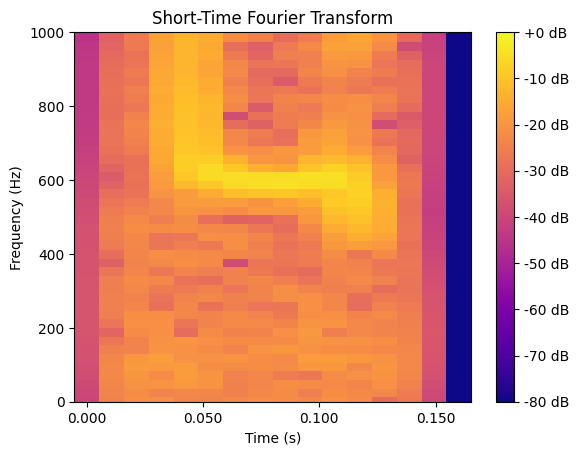 Short-Time Fourier Transform
Frequency (Hz)
1000
800
600
400
200
0
0.000
0.050
0.100
0.150
Time (s)
+0 dB
-10 dB
-20 dB
-30 dB
-40 dB
-50 dB
-60 dB
-70 dB
-80 dB